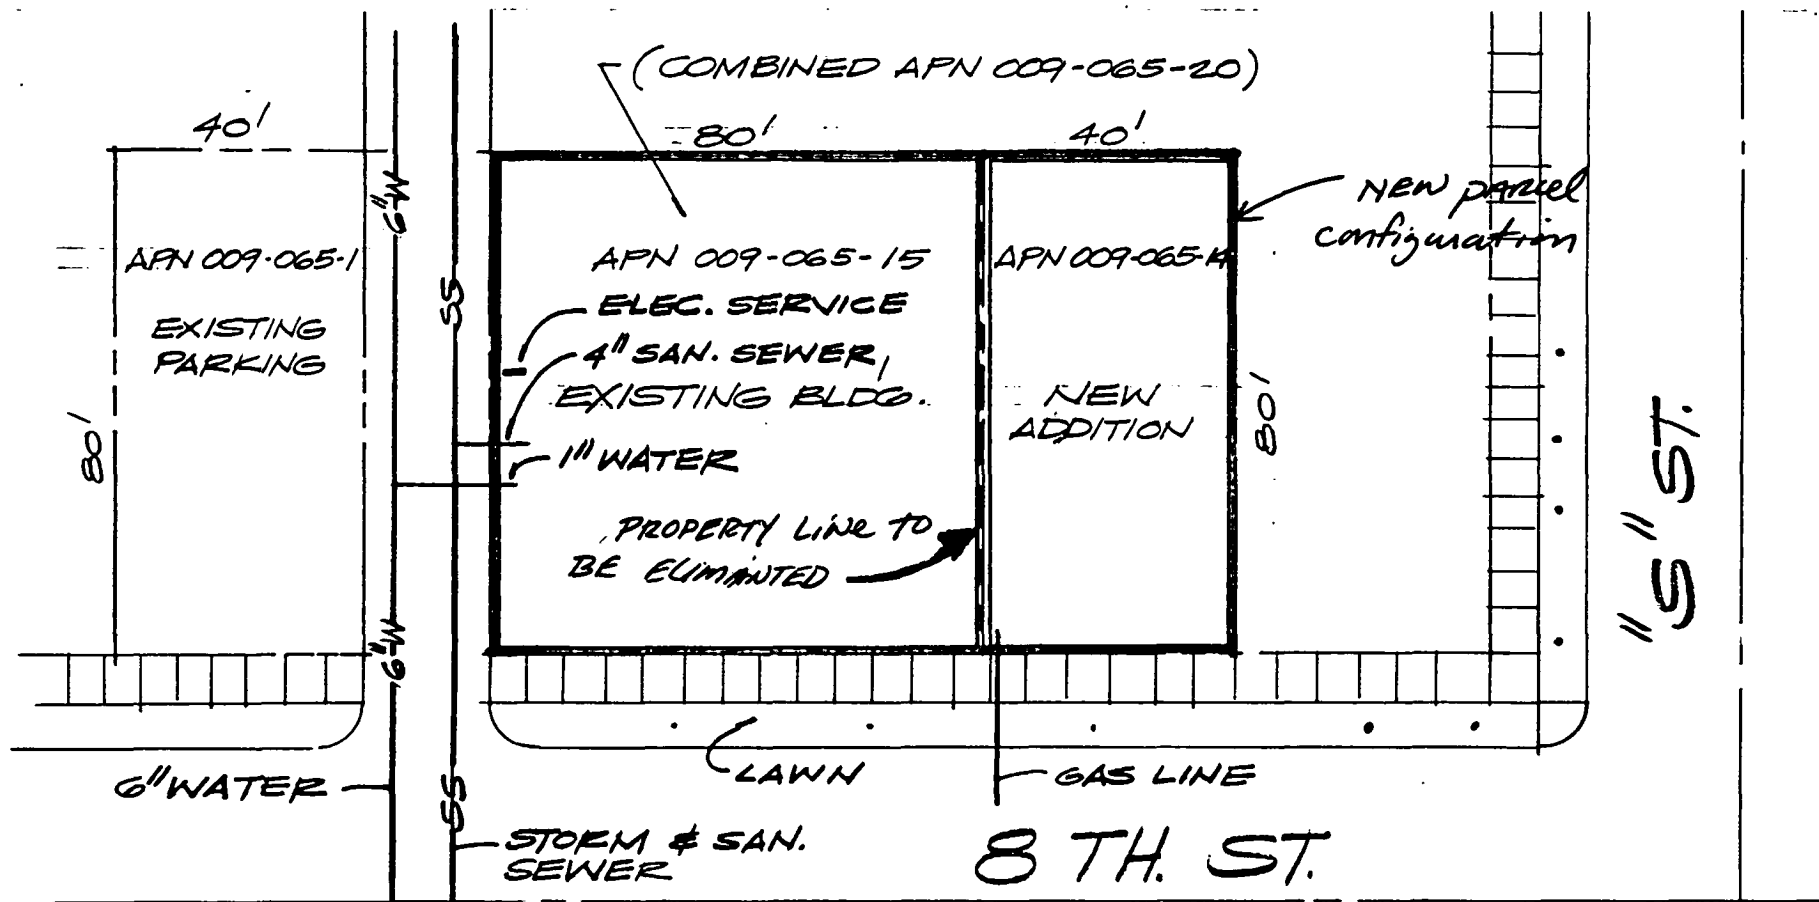 (COMBINED APN 009-065-20)
40'
80'
40'
6"W
NEW parcel
configuration
APN 009-065-1
APN 009-065-15
APN 009-065-14
SS
ELEC. SERVICE
EXISTING
PARKING
4" SAN. SEWER,
EXISTING BLDG.
NEW
ADDITION
80'
80'
1" WATER
"S" ST.
PROPERTY LINE TO
BE ELIMANTED
6"W
6" WATER
LAWN
GAS LINE
SS
STORM & SAN.
SEWER
8 TH. ST.